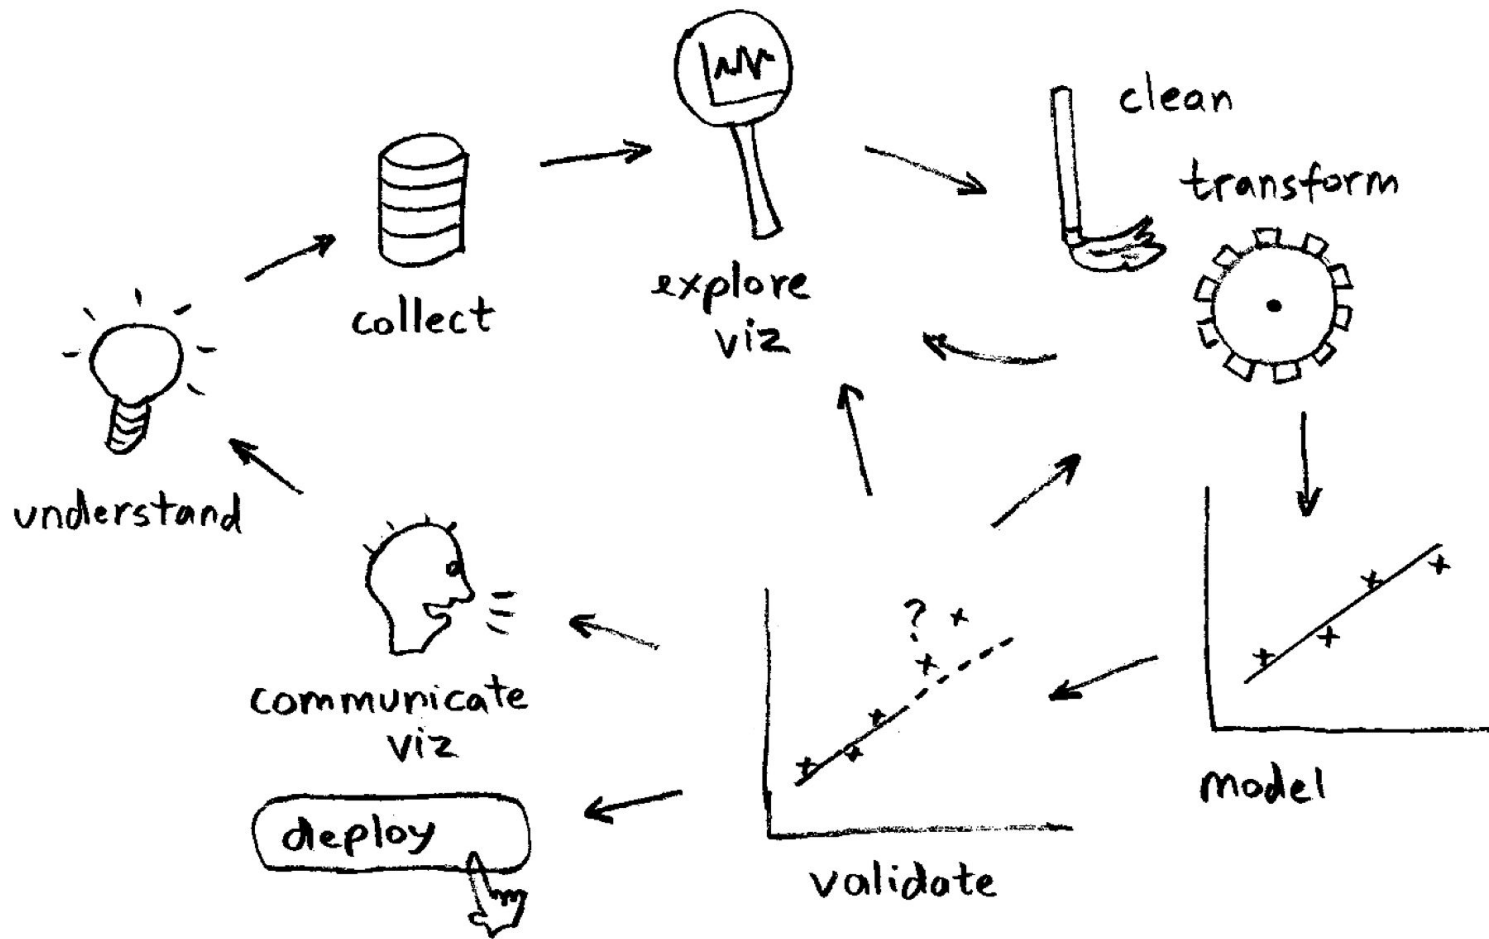 clean
transform
explore
viz
collect
understand
communicate
viz
deploy
?
validate
model